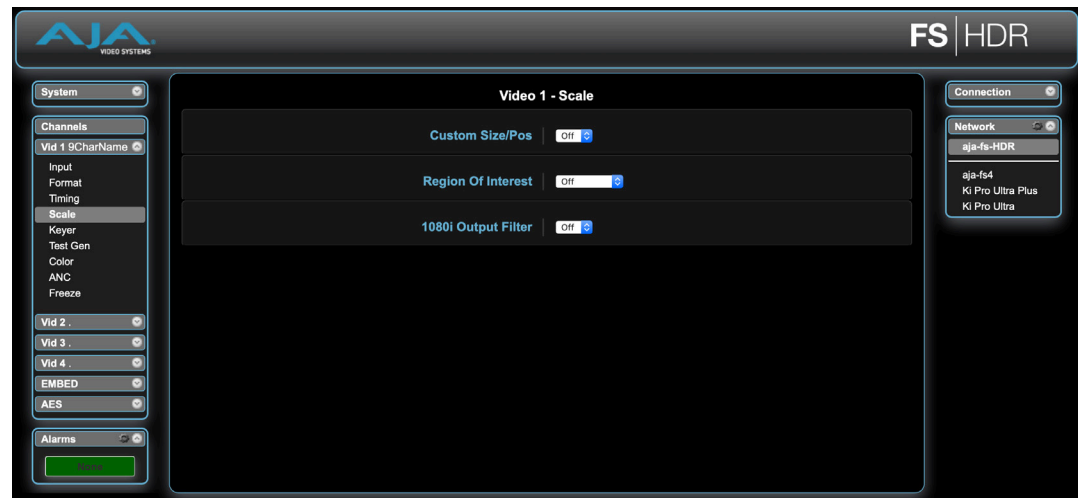 AJA
VIDEO SYSTEMS
FS HDR
System
Channels
Vid 1 9CharName
Input
Format
Timing
Scale
Keyer
Test Gen
Color
ANC
Freeze
Vid 2 .
Vid 3 .
Vid 4 .
EMBED
AES
Alarms
None
Video 1 - Scale
Custom Size/Pos Off
Region Of Interest Off
1080i Output Filter Off
Connection
Network
aja-fs-HDR
aja-fs4
Ki Pro Ultra Plus
Ki Pro Ultra